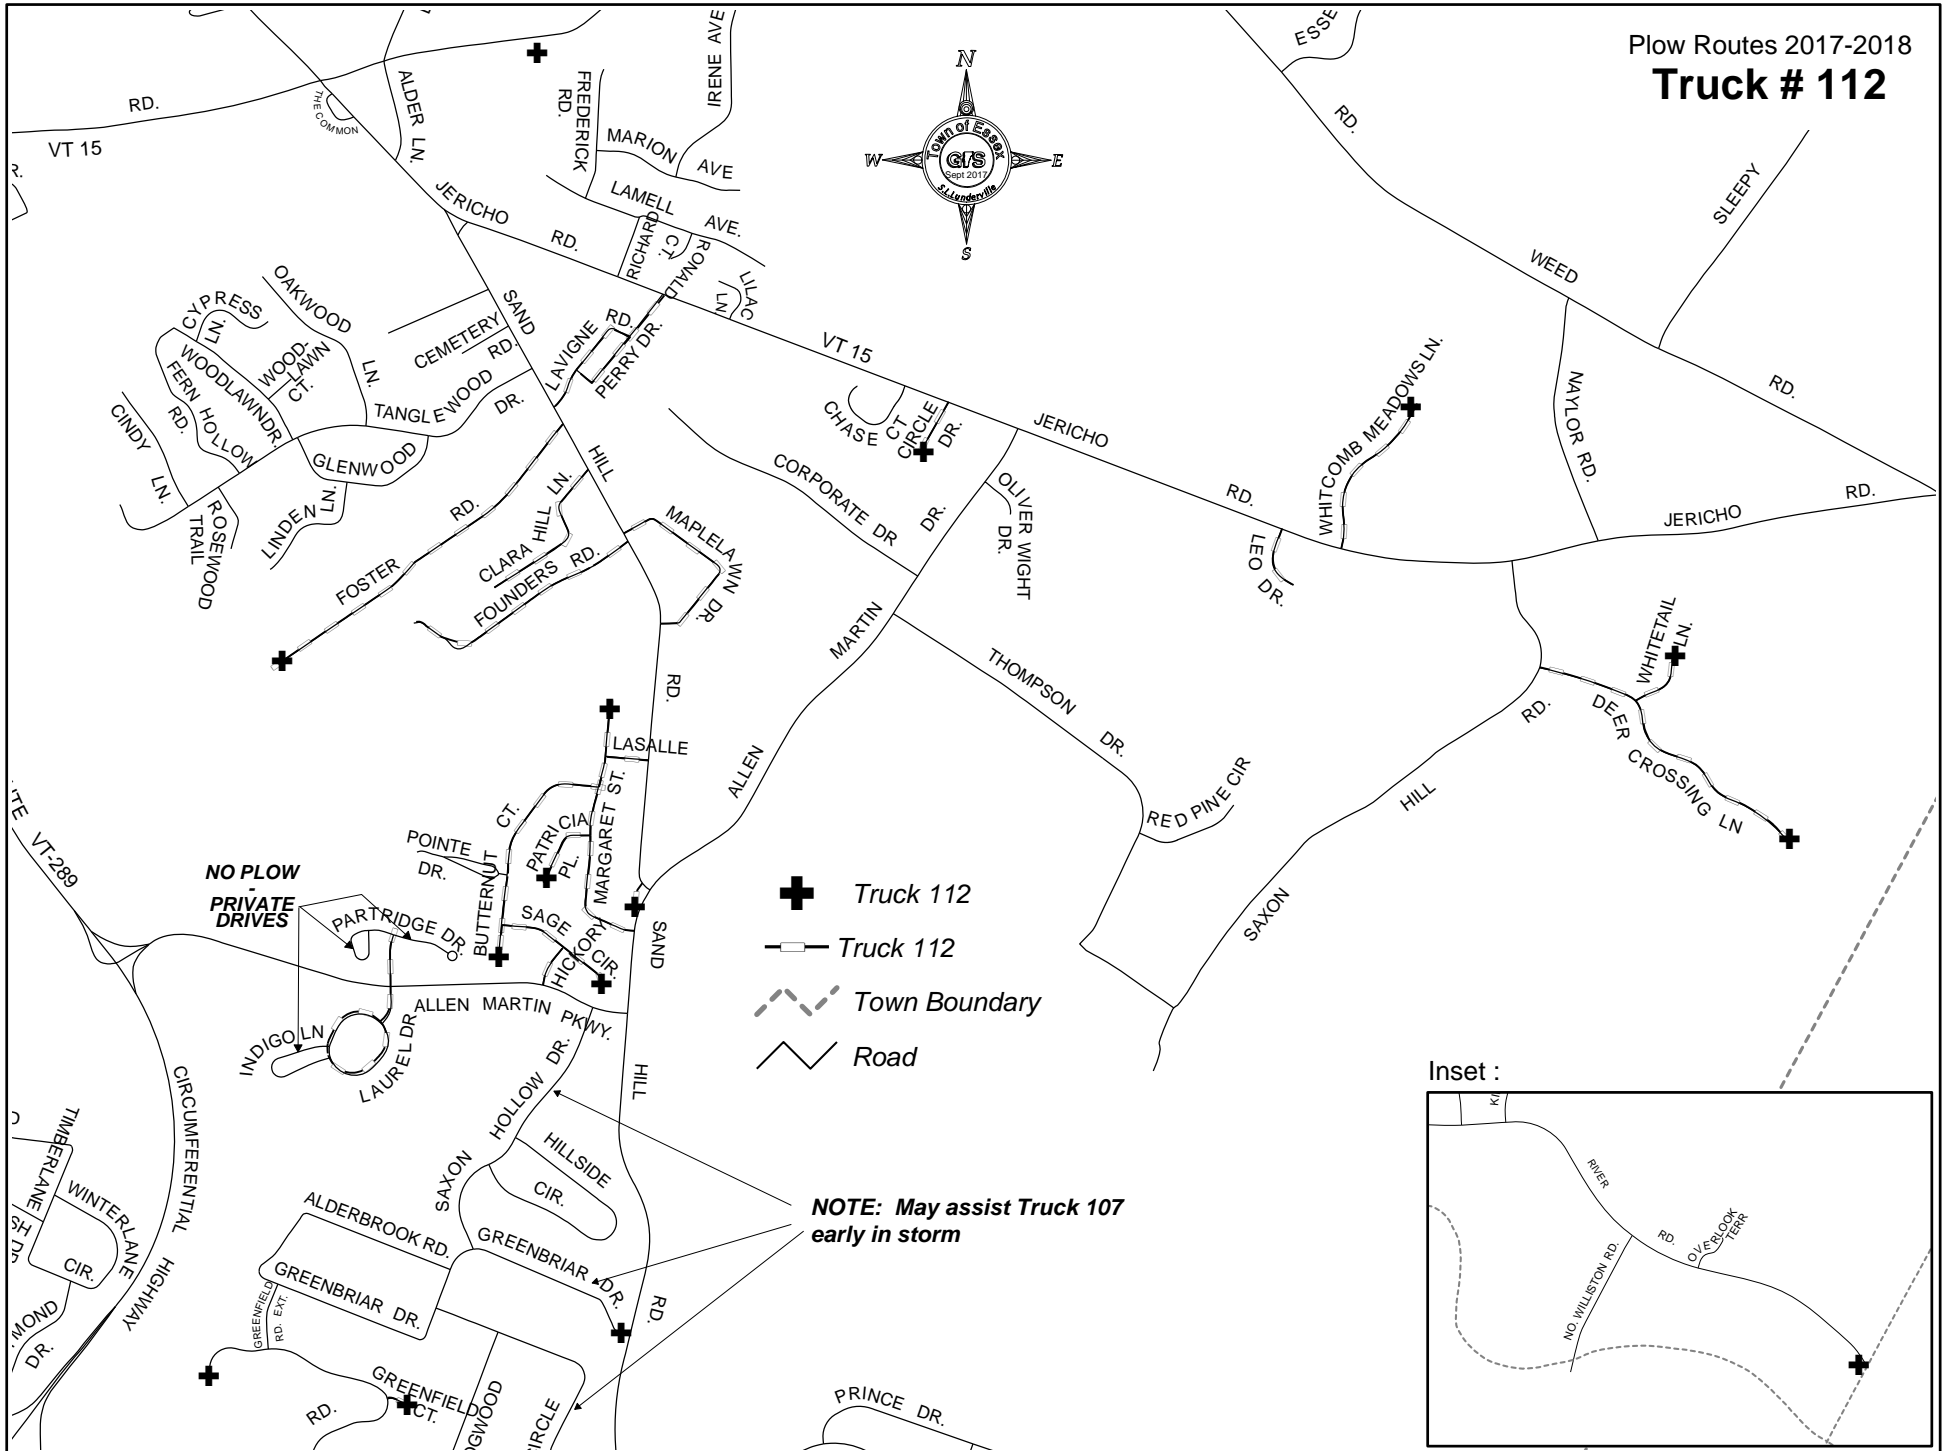 Plow Routes 2017-2018
Truck # 112
N
W
E
S
Town of Essex
GIS
Sept 2017
S.L.Lunderville
RD.
VT 15
THE COMMON
ALDER LN.
FREDERICK RD.
IRENE AVE
MARION AVE
LAMELL AVE.
JERICHO RD.
RICHARD CT.
RONALD
LILAC LN
RD.
WEED
RD.
SLEEPY
OAKWOOD LN.
CYPRESS LN.
WOOD-
LAWN
CT.
WOODLAWN DR.
FERN HOLLOW RD.
CINDY LN.
CEMETERY RD.
TANGLEWOOD DR.
GLENWOOD
LINDEN LN.
ROSEWOOD TRAIL
SAND
HILL
RD.
LAVIGNE RD.
PERRY DR.
VT 15
CHASE CT
CIRCLE DR.
JERICHO
RD.
WHITCOMB MEADOWS LN.
NAYLOR RD.
JERICHO
RD.
CORPORATE DR
OLIVER WIGHT DR.
LEO DR.
FOSTER RD.
CLARA HILL LN.
FOUNDERS RD.
MAPLELAWN DR.
ALLEN MARTIN DR.
THOMPSON DR.
RED PINE CIR
WHITETAIL LN.
DEER CROSSING LN
SAXON HILL RD.
LASALLE
MARGARET ST.
PATRICIA PL.
BUTTERNUT CT.
POINTE DR.
SAGE CIR.
HICKORY
SAND
HILL
RD.
VT-289
NO PLOW
-
PRIVATE
DRIVES
PARTRIDGE DR.
INDIGO LN
LAUREL DR.
ALLEN MARTIN PKWY.
Truck 112
Truck 112
Town Boundary
Road
CIRCUMFERENTIAL HIGHWAY
TIMBERLANE
WINTERLANE CIR.
MOND
DR.
SAXON HOLLOW DR.
HILLSIDE CIR.
ALDERBROOK RD.
GREENBRIAR DR.
GREENBRIAR DR.
GREENFIELD RD. EXT.
GREENFIELD CT.
RD.
NOTE: May assist Truck 107
early in storm
PRINCE DR.
Inset :
RIVER
RD.
OVERLOOK
TERR
NO. WILLISTON RD.